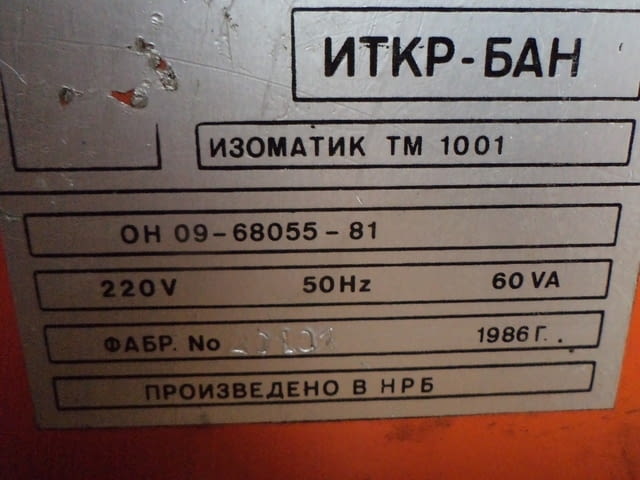 ИТКР-БАН
ИЗОМАТИК ТМ 1001
ОН 09-68055-81
220V 50Hz 60VA
ФАБР. No 1986 Г.
ПРОИЗВЕДЕНО В НРБ